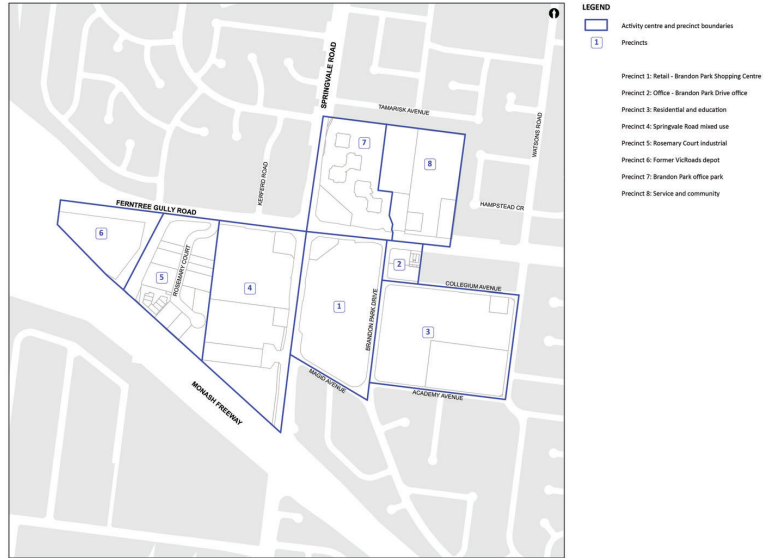 SPRINGVALE ROAD
TAMARISK AVENUE
WATSONS ROAD
KERFERD ROAD
HAMPSTEAD CR
FERNTREE GULLY ROAD
ROSEMARY COURT
COLLEGIUM AVENUE
BRANDON PARK DRIVE
MAGID AVENUE
ACADEMY AVENUE
MONASH FREEWAY
7
8
6
5
4
1
2
3
LEGEND
Activity centre and precinct boundaries
1 Precincts
Precinct 1: Retail - Brandon Park Shopping Centre
Precinct 2: Office - Brandon Park Drive office
Precinct 3: Residential and education
Precinct 4: Springvale Road mixed use
Precinct 5: Rosemary Court industrial
Precinct 6: Former VicRoads depot
Precinct 7: Brandon Park office park
Precinct 8: Service and community